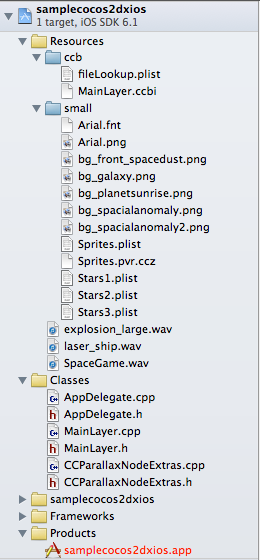 samplecocos2dxios
1 target, iOS SDK 6.1
Resources
ccb
fileLookup.plist
MainLayer.ccbi
small
Arial.fnt
Arial.png
bg_front_spacedust.png
bg_galaxy.png
bg_planetsunrise.png
bg_spacialanomaly.png
bg_spacialanomaly2.png
Sprites.plist
Sprites.pvr.ccz
Stars1.plist
Stars2.plist
Stars3.plist
explosion_large.wav
laser_ship.wav
SpaceGame.wav
Classes
AppDelegate.cpp
AppDelegate.h
MainLayer.cpp
MainLayer.h
CCParallaxNodeExtras.cpp
CCParallaxNodeExtras.h
samplecocos2dxios
Frameworks
Products
samplecocos2dxios.app